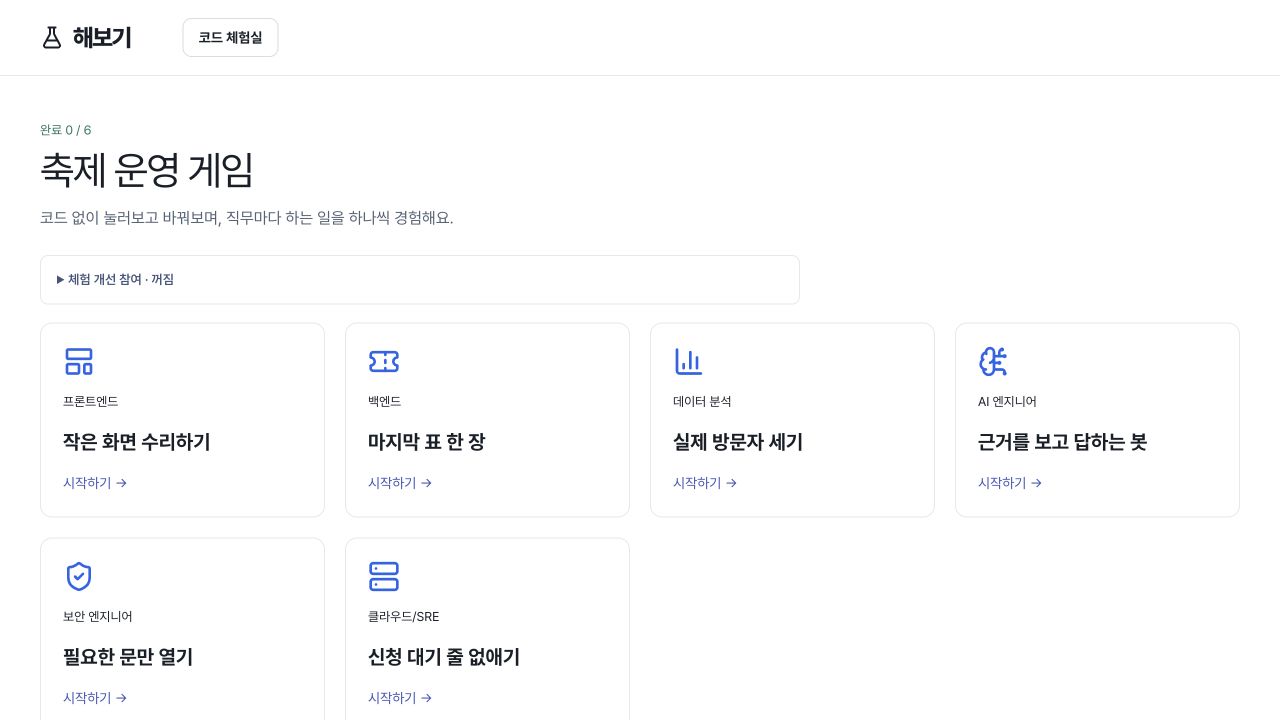 해보기
코드 체험실
완료 0 / 6
축제 운영 게임
코드 없이 눌러보고 바꿔보며, 직무마다 하는 일을 하나씩 경험해요.
▶ 체험 개선 참여 · 꺼짐
프론트엔드
작은 화면 수리하기
시작하기 →
백엔드
마지막 표 한 장
시작하기 →
데이터 분석
실제 방문자 세기
시작하기 →
AI 엔지니어
근거를 보고 답하는 봇
시작하기 →
보안 엔지니어
필요한 문만 열기
시작하기 →
클라우드/SRE
신청 대기 줄 없애기
시작하기 →